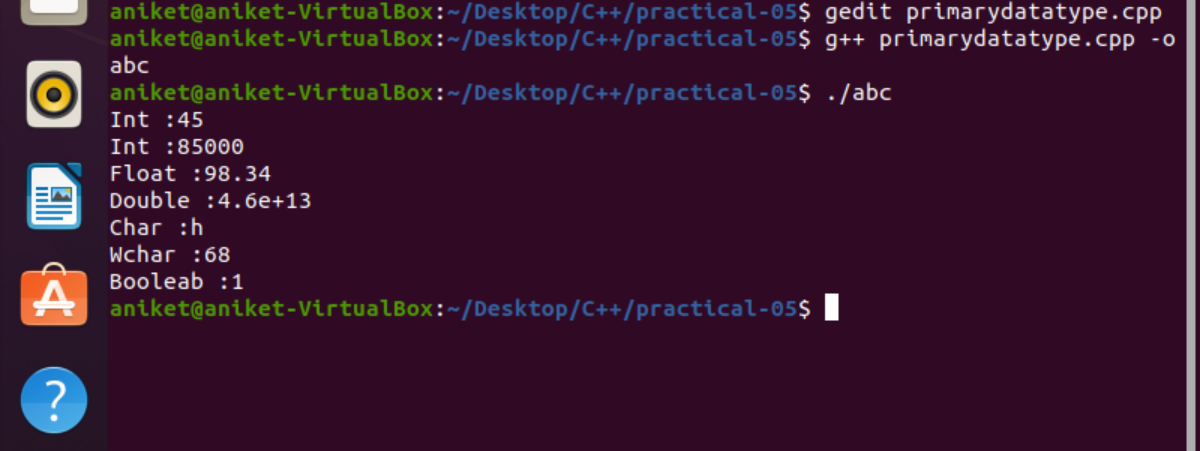 aniket@aniket-VirtualBox:~/Desktop/C++/practical-05$ gedit primarydatatype.cpp
aniket@aniket-VirtualBox:~/Desktop/C++/practical-05$ g++ primarydatatype.cpp -o
abc
aniket@aniket-VirtualBox:~/Desktop/C++/practical-05$ ./abc
Int :45
Int :85000
Float :98.34
Double :4.6e+13
Char :h
Wchar :68
Booleab :1
aniket@aniket-VirtualBox:~/Desktop/C++/practical-05$